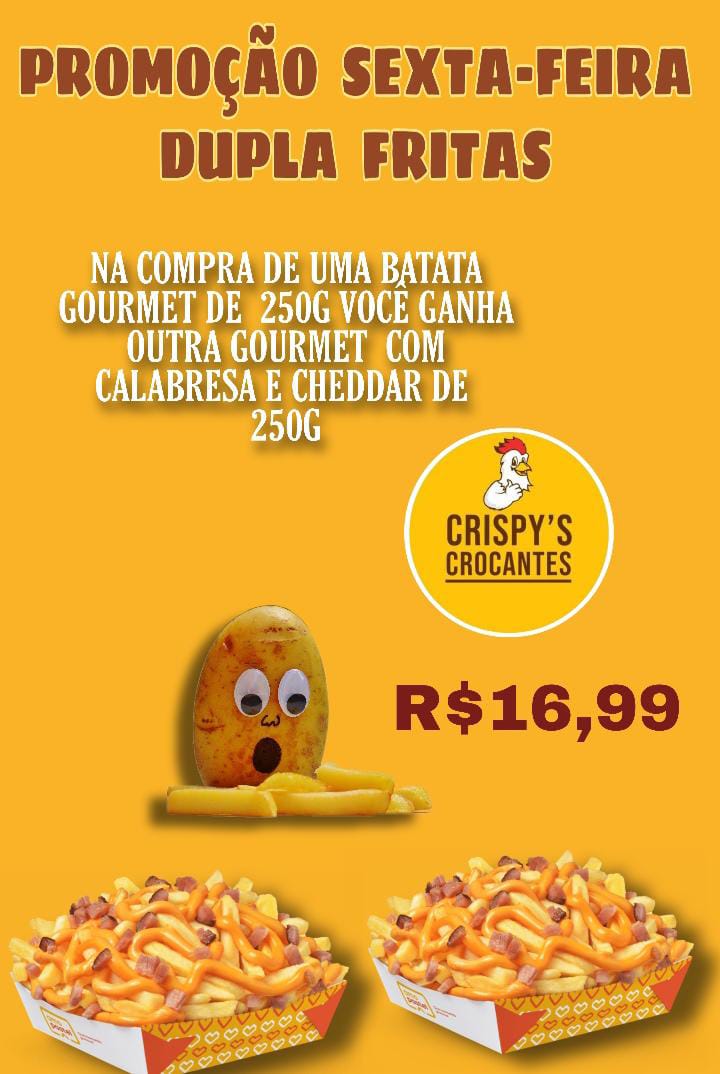 PROMOÇÃO SEXTA-FEIRA
DUPLA FRITAS
NA COMPRA DE UMA BATATA
GOURMET DE 250G VOCÊ GANHA
OUTRA GOURMET COM
CALABRESA E CHEDDAR DE
250G
CRISPY'S
CROCANTES
R$16,99